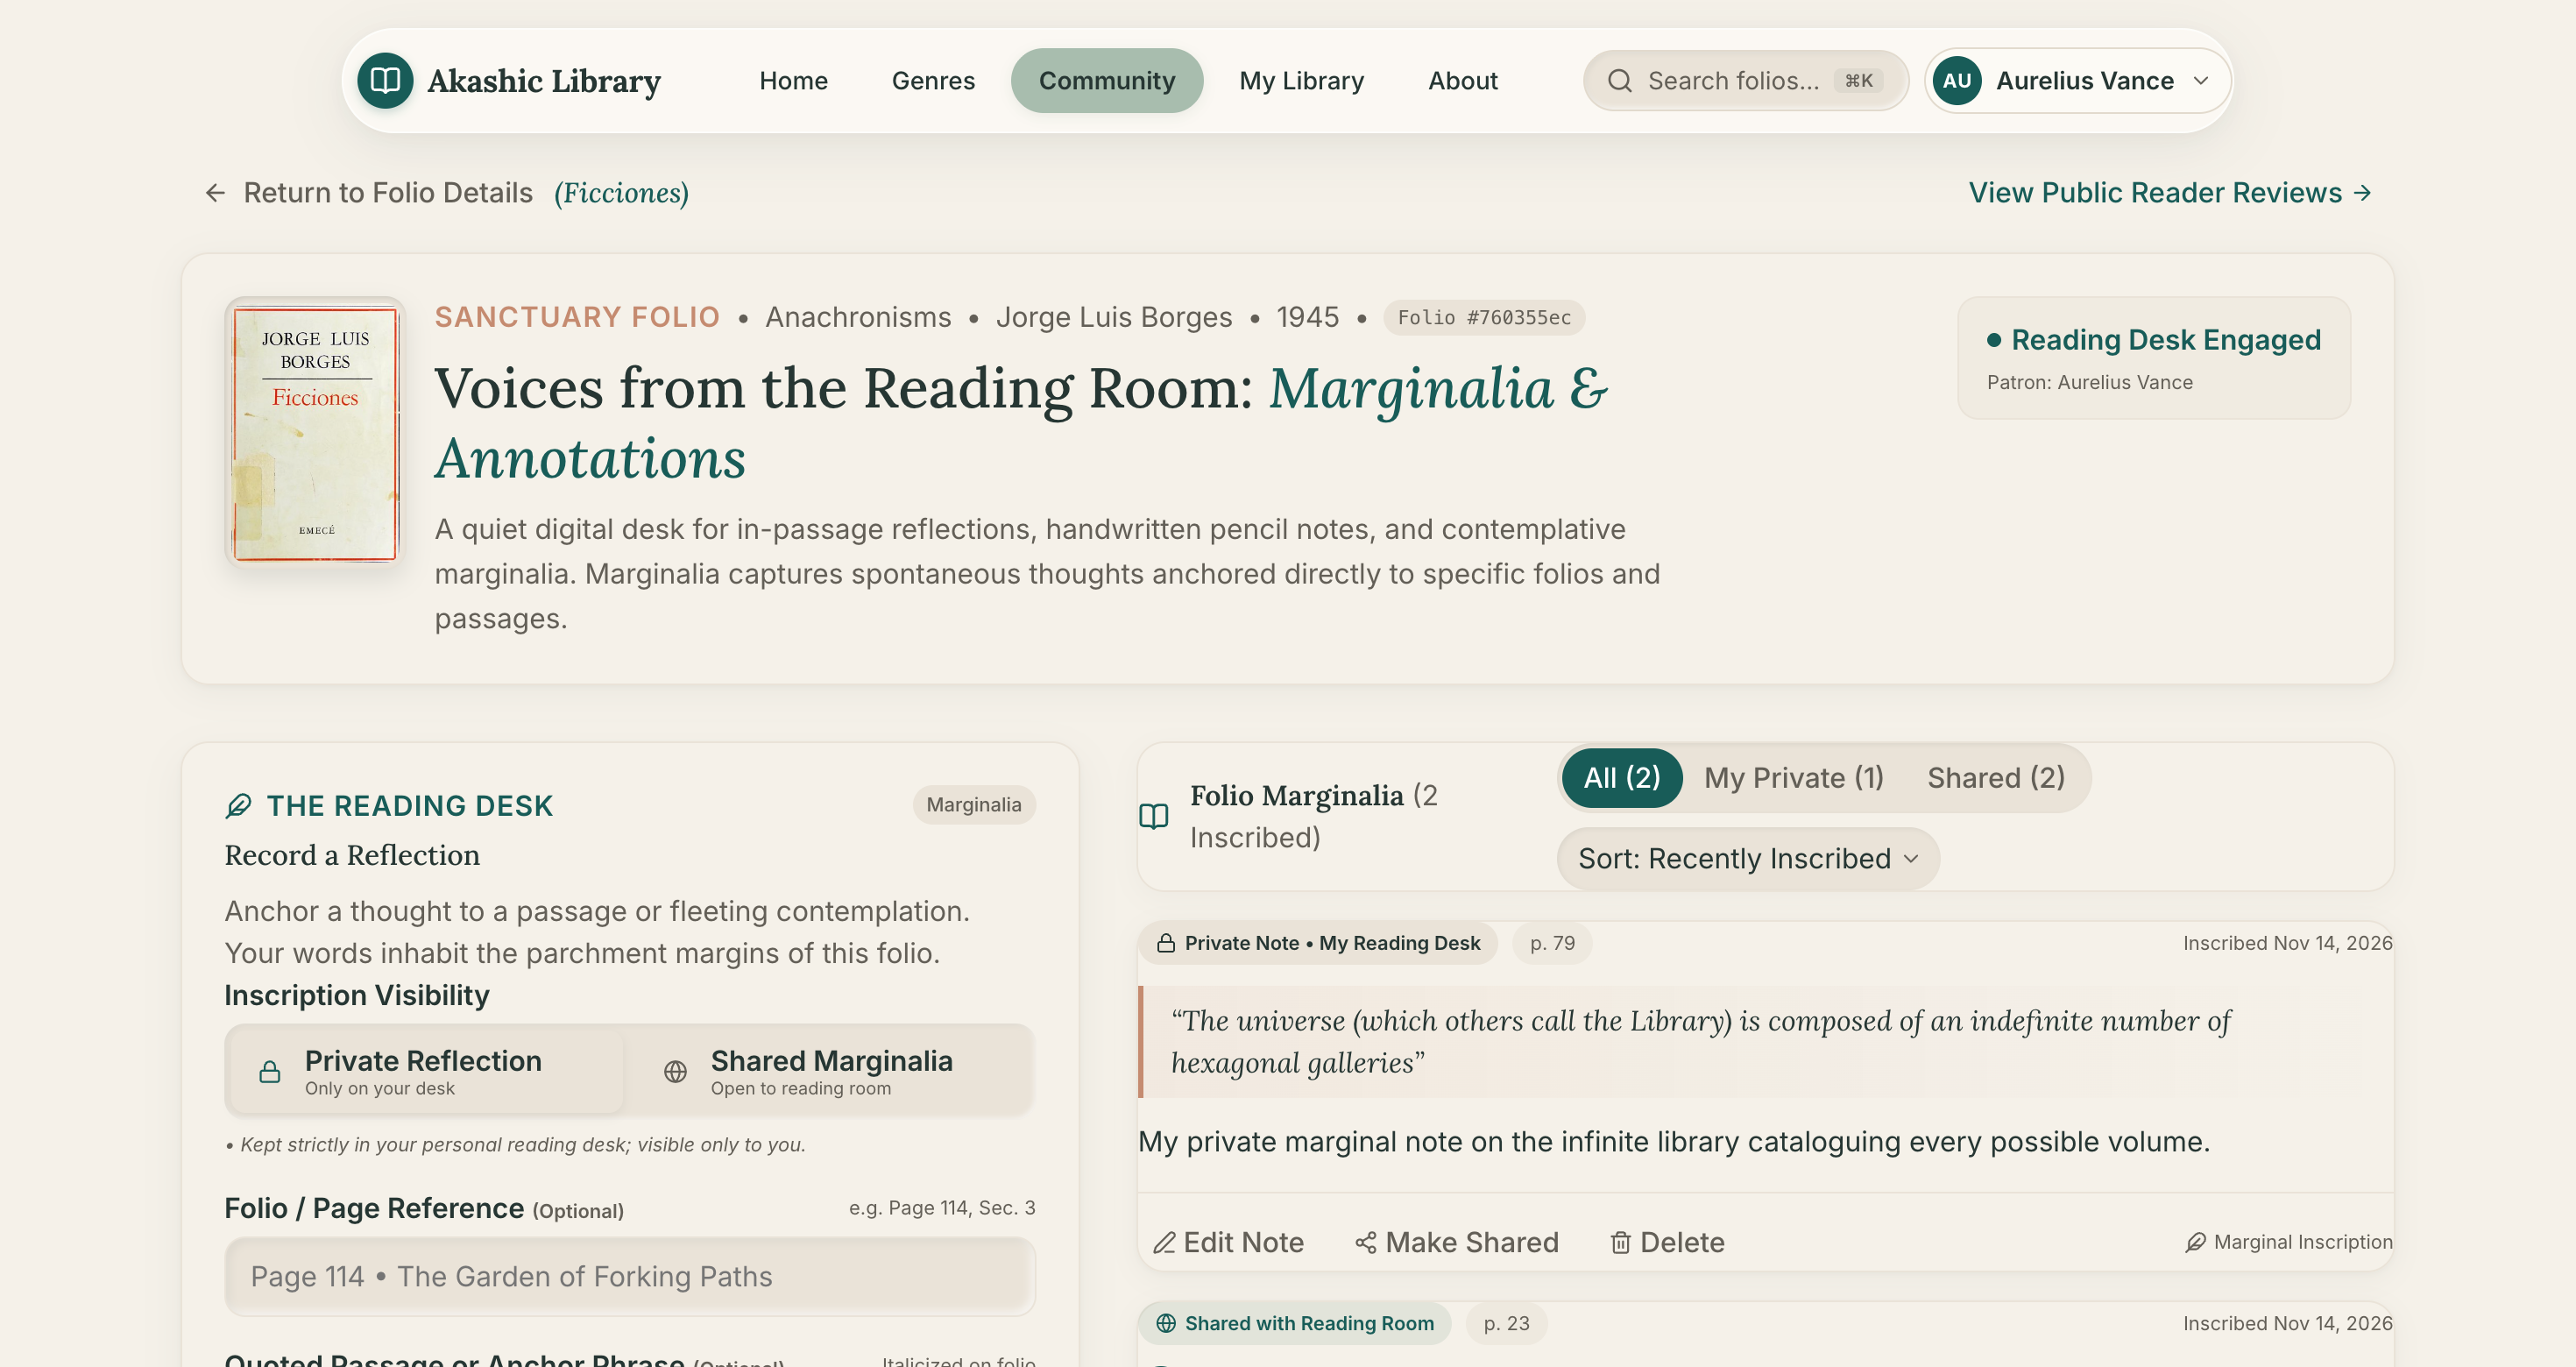 Akashic Library
Home
Genres
Community
My Library
About
Search folios...
⌘K
AU
Aurelius Vance
Return to Folio Details (Ficciones)
View Public Reader Reviews →
JORGE LUIS
BORGES
Ficciones
EMECÉ
SANCTUARY FOLIO • Anachronisms • Jorge Luis Borges • 1945 • Folio #760355ec
Voices from the Reading Room: Marginalia &
Annotations
A quiet digital desk for in-passage reflections, handwritten pencil notes, and contemplative
marginalia. Marginalia captures spontaneous thoughts anchored directly to specific folios and
passages.
Reading Desk Engaged
Patron: Aurelius Vance
THE READING DESK
Marginalia
Record a Reflection
Anchor a thought to a passage or fleeting contemplation.
Your words inhabit the parchment margins of this folio.
Inscription Visibility
Private Reflection
Only on your desk
Shared Marginalia
Open to reading room
• Kept strictly in your personal reading desk; visible only to you.
Folio / Page Reference (Optional)
e.g. Page 114, Sec. 3
Page 114 • The Garden of Forking Paths
Quoted Passage or Anchor Phrase (Optional)
Italicized on folio
Folio Marginalia (2
Inscribed)
All (2)
My Private (1)
Shared (2)
Sort: Recently Inscribed
Private Note • My Reading Desk
p. 79
Inscribed Nov 14, 2026
“The universe (which others call the Library) is composed of an indefinite number of
hexagonal galleries”
My private marginal note on the infinite library cataloguing every possible volume.
Edit Note
Make Shared
Delete
Marginal Inscription
Shared with Reading Room
p. 23
Inscribed Nov 14, 2026